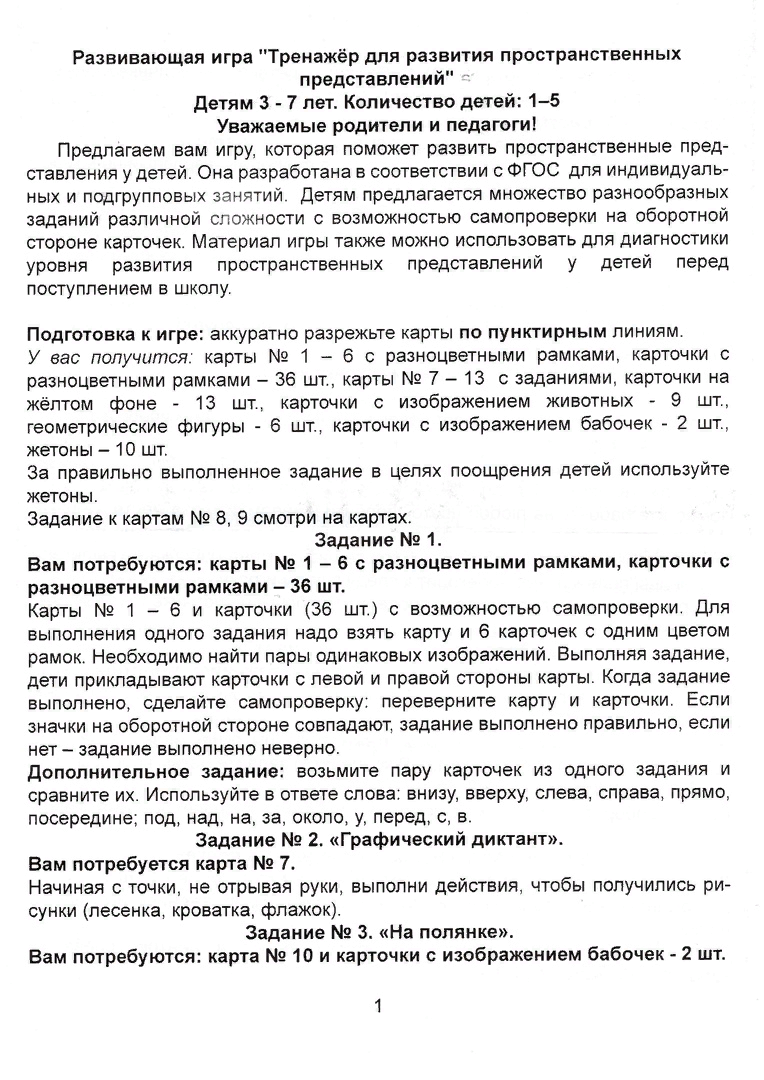 Развивающая игра "Тренажёр для развития пространственных
представлений"
Детям 3 - 7 лет. Количество детей: 1–5
Уважаемые родители и педагоги!
Предлагаем вам игру, которая поможет развить пространственные пред-
ставления у детей. Она разработана в соответствии с ФГОС для индивидуаль-
ных и подгрупповых занятий. Детям предлагается множество разнообразных
заданий различной сложности с возможностью самопроверки на оборотной
стороне карточек. Материал игры также можно использовать для диагностики
уровня развития пространственных представлений у детей перед
поступлением в школу.
Подготовка к игре: аккуратно разрежьте карты по пунктирным линиям.
У вас получится: карты № 1 – 6 с разноцветными рамками, карточки с
разноцветными рамками – 36 шт., карты № 7 – 13 с заданиями, карточки на
жёлтом фоне - 13 шт., карточки с изображением животных - 9 шт.,
геометрические фигуры - 6 шт., карточки с изображением бабочек - 2 шт.,
жетоны – 10 шт.
За правильно выполненное задание в целях поощрения детей используйте
жетоны.
Задание к картам № 8, 9 смотри на картах.
Задание № 1.
Вам потребуются: карты № 1 – 6 с разноцветными рамками, карточки с
разноцветными рамками – 36 шт.
Карты № 1 – 6 и карточки (36 шт.) с возможностью самопроверки. Для
выполнения одного задания надо взять карту и 6 карточек с одним цветом
рамок. Необходимо найти пары одинаковых изображений. Выполняя задание,
дети прикладывают карточки с левой и правой стороны карты. Когда задание
выполнено, сделайте самопроверку: переверните карту и карточки. Если
значки на оборотной стороне совпадают, задание выполнено правильно, если
нет – задание выполнено неверно.
Дополнительное задание: возьмите пару карточек из одного задания и
сравните их. Используйте в ответе слова: внизу, вверху, слева, справа, прямо,
посередине; под, над, на, за, около, у, перед, с, в.
Задание № 2. «Графический диктант».
Вам потребуется карта № 7.
Начиная с точки, не отрывая руки, выполни действия, чтобы получились ри-
сунки (лесенка, кроватка, флажок).
Задание № 3. «На полянке».
Вам потребуются: карта № 10 и карточки с изображением бабочек - 2 шт.
1